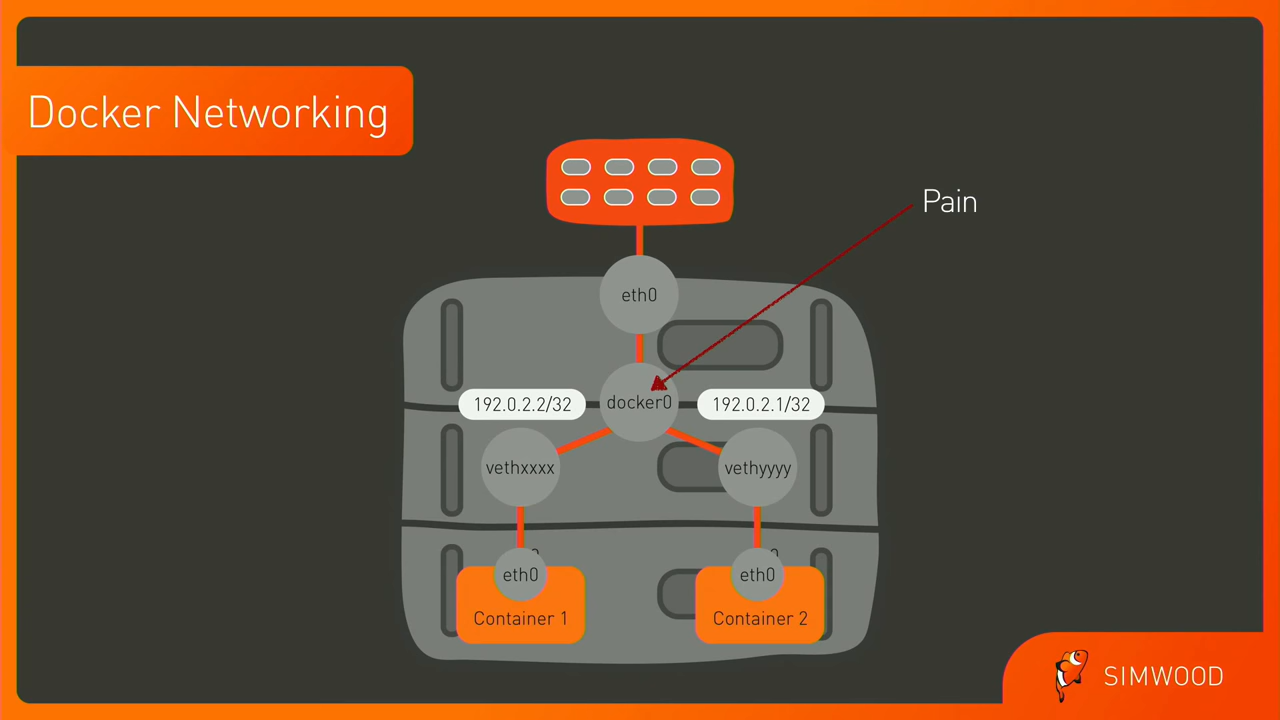 Docker Networking
Pain
eth0
docker0
192.0.2.2/32
192.0.2.1/32
vethxxxx
vethyyyy
eth0
eth0
Container 1
Container 2
SIMWOOD